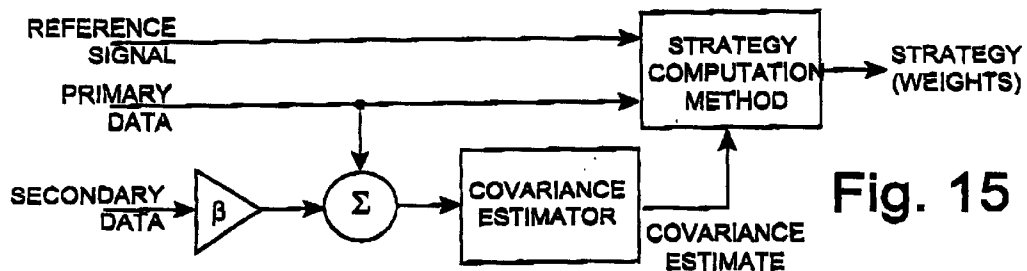 REFERENCE
SIGNAL
PRIMARY
DATA
SECONDARY
DATA
β
Σ
COVARIANCE
ESTIMATOR
COVARIANCE
ESTIMATE
STRATEGY
COMPUTATION
METHOD
STRATEGY
(WEIGHTS)
Fig. 15